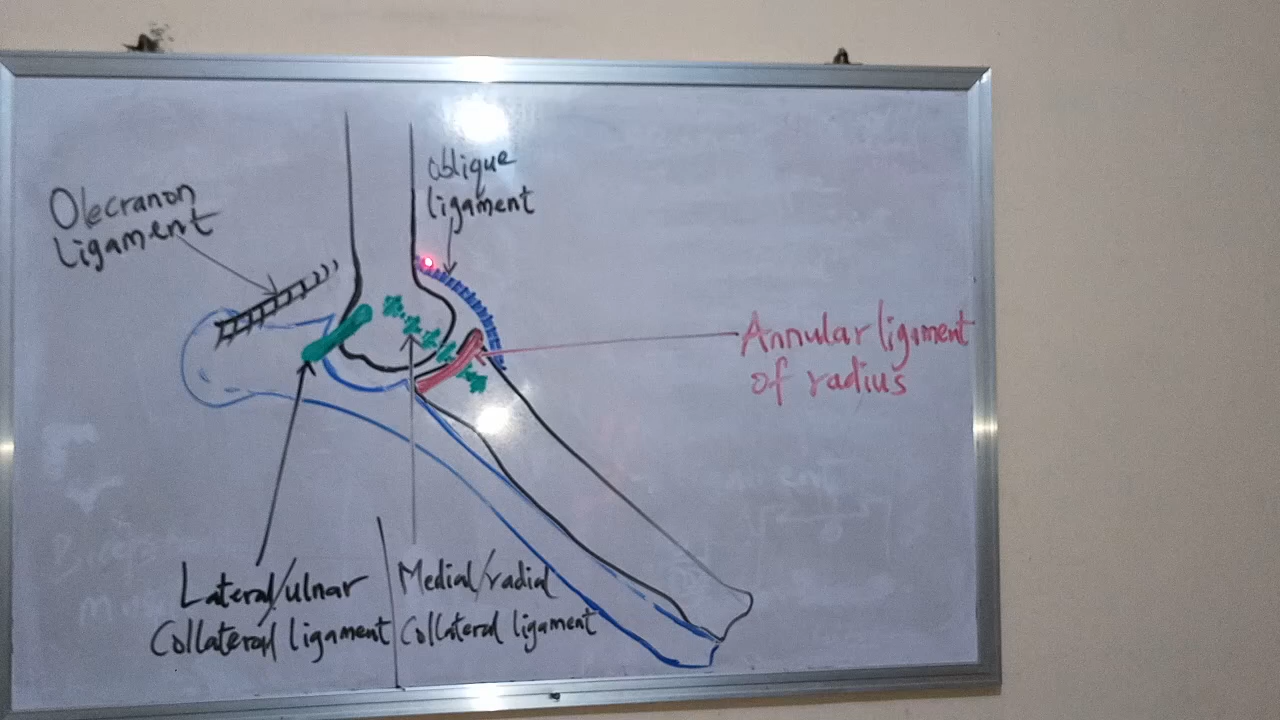 Oblique
ligament
Olecranon
Ligament
Annular ligament
of radius
Lateral/ulnar
Collateral ligament
Medial/radial
Collateral ligament